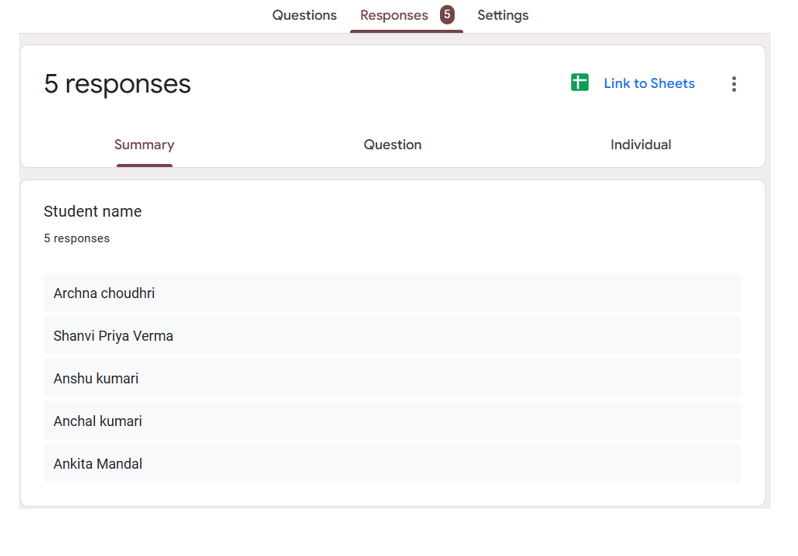 Questions Responses 5 Settings
5 responses
Link to Sheets
Summary Question Individual
Student name
5 responses
Archna choudhri
Shanvi Priya Verma
Anshu kumari
Anchal kumari
Ankita Mandal